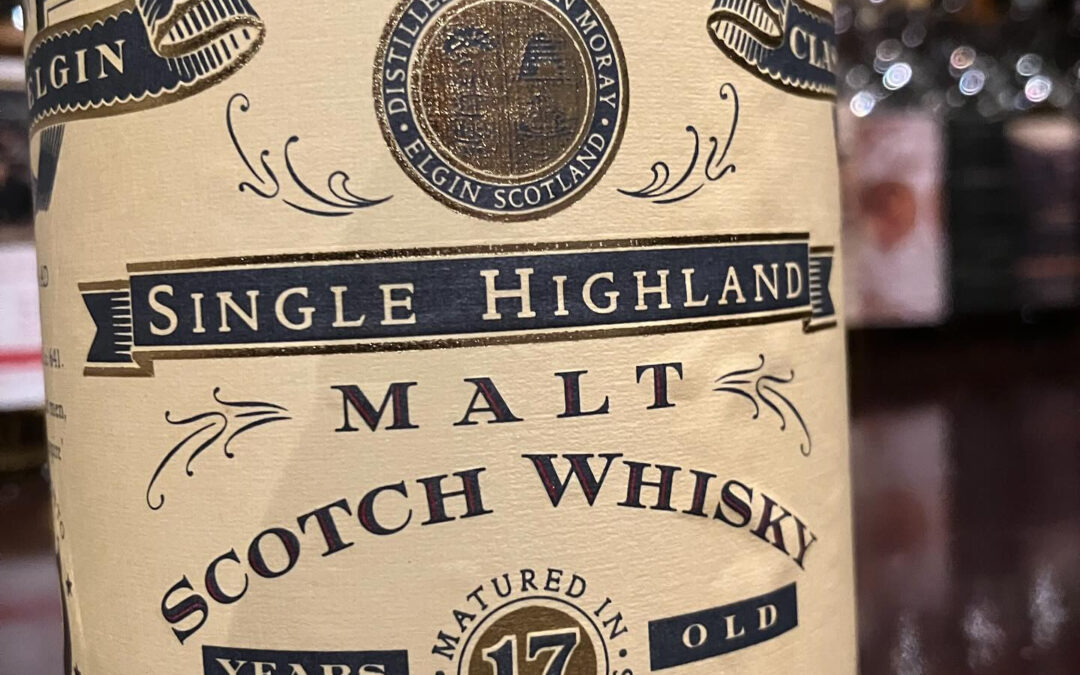 ELGIN
DISTILLE
N MORAY
ELGIN SCOTLAND
SINGLE HIGHLAND
MALT
SCOTCH WHISKY
MATURED IN
YEARS
17
OLD